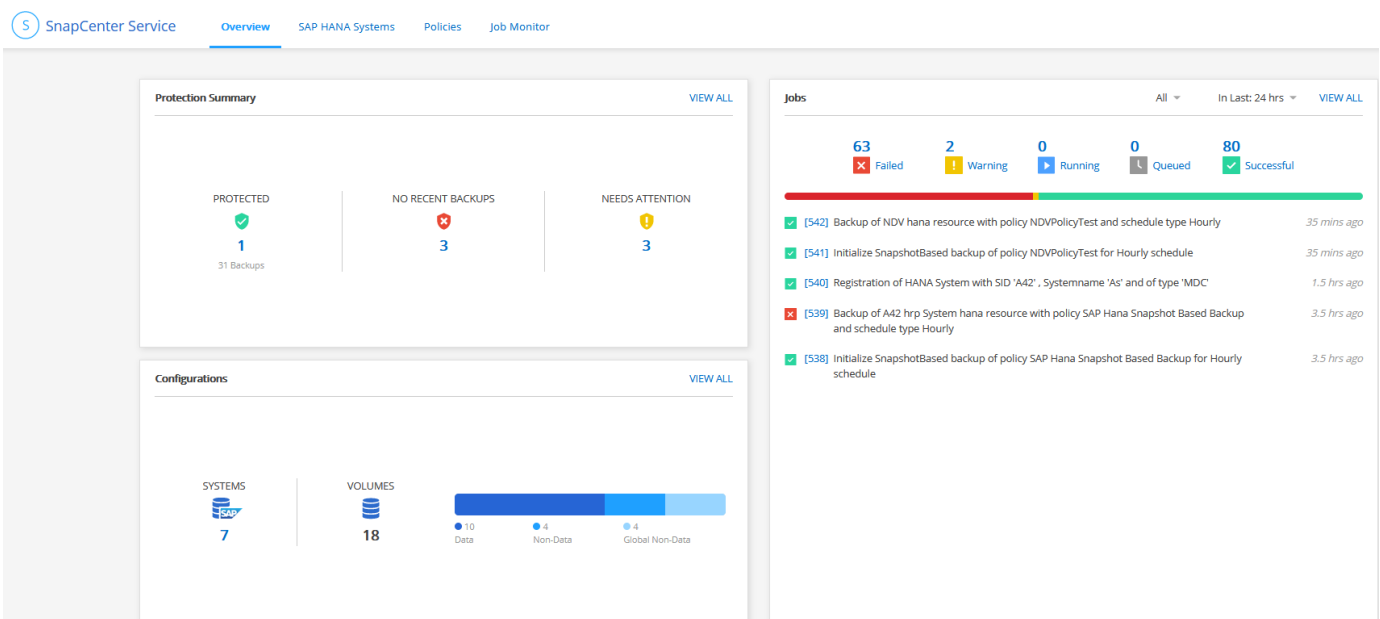 S SnapCenter Service Overview SAP HANA Systems Policies Job Monitor
Protection Summary VIEW ALL
PROTECTED NO RECENT BACKUPS NEEDS ATTENTION
1 3 3
31 Backups
Configurations VIEW ALL
SYSTEMS VOLUMES
SAP
7 18
10 4 4
Data Non-Data Global Non-Data
Jobs All In Last: 24 hrs VIEW ALL
63 2 0 0 80
Failed Warning Running Queued Successful
[542] Backup of NDV hana resource with policy NDVPolicyTest and schedule type Hourly 35 mins ago
[541] Initialize SnapshotBased backup of policy NDVPolicyTest for Hourly schedule 35 mins ago
[540] Registration of HANA System with SID 'A42' , Systemname 'As' and of type 'MDC' 1.5 hrs ago
[539] Backup of A42 hrp System hana resource with policy SAP Hana Snapshot Based Backup 3.5 hrs ago
and schedule type Hourly
[538] Initialize SnapshotBased backup of policy SAP Hana Snapshot Based Backup for Hourly 3.5 hrs ago
schedule